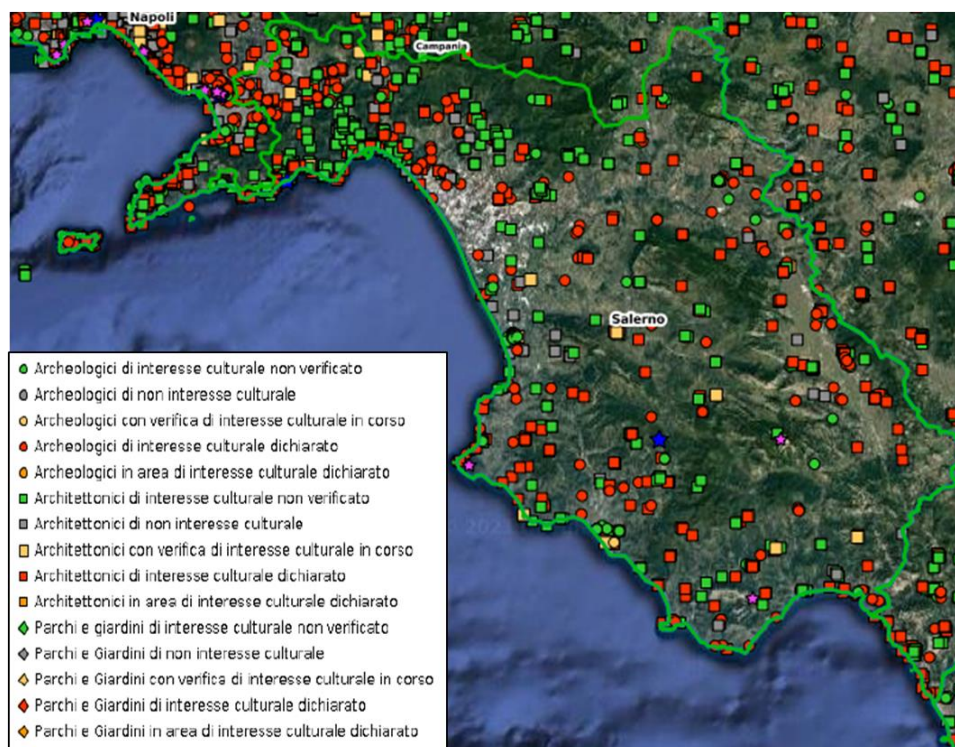 Napoli
Campania
Salerno
Archeologici di interesse culturale non verificato
Archeologici di non interesse culturale
Archeologici con verifica di interesse culturale in corso
Archeologici di interesse culturale dichiarato
Archeologici in area di interesse culturale dichiarato
Architettonici di interesse culturale non verificato
Architettonici di non interesse culturale
Architettonici con verifica di interesse culturale in corso
Architettonici di interesse culturale dichiarato
Architettonici in area di interesse culturale dichiarato
Parchi e giardini di interesse culturale non verificato
Parchi e Giardini di non interesse culturale
Parchi e Giardini con verifica di interesse culturale in corso
Parchi e Giardini di interesse culturale dichiarato
Parchi e Giardini in area di interesse culturale dichiarato